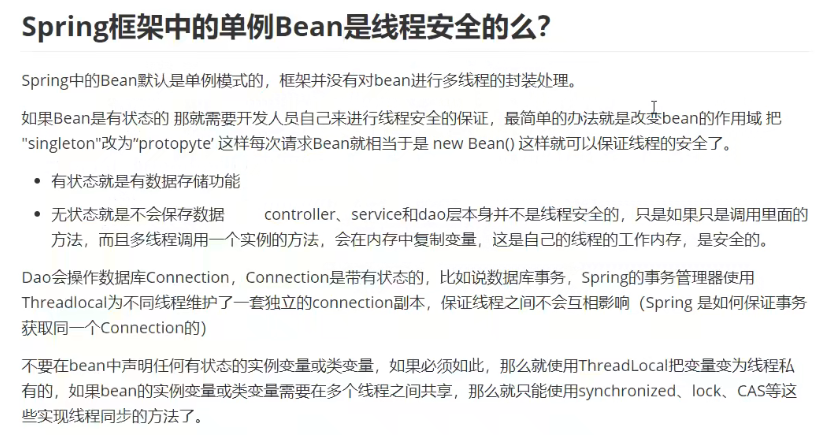 Spring框架中的单例Bean是线程安全的么？
Spring中的Bean默认是单例模式的，框架并没有对bean进行多线程的封装处理。
如果Bean是有状态的 那就需要开发人员自己来进行线程安全的保证，最简单的办法就是改变bean的作用域 把
"singleton"改为“protopyte’ 这样每次请求Bean就相当于是 new Bean() 这样就可以保证线程的安全了。
• 有状态就是有数据存储功能
• 无状态就是不会保存数据 controller、service和dao层本身并不是线程安全的，只是如果只是调用里面的
方法，而且多线程调用一个实例的方法，会在内存中复制变量，这是自己的线程的工作内存，是安全的。
Dao会操作数据库Connection，Connection是带有状态的，比如说数据库事务，Spring的事务管理器使用
Threadlocal为不同线程维护了一套独立的connection副本，保证线程之间不会互相影响（Spring 是如何保证事务
获取同一个Connection的）
不要在bean中声明任何有状态的实例变量或类变量，如果必须如此，那么就使用ThreadLocal把变量变为线程私
有的，如果bean的实例变量或类变量需要在多个线程之间共享，那么就只能使用synchronized、lock、CAS等这
些实现线程同步的方法了。